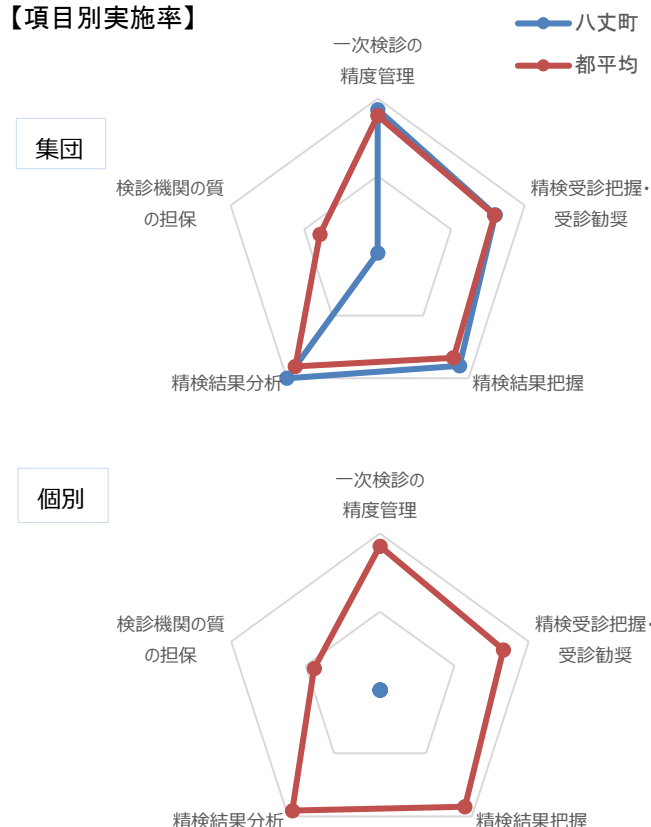 【項目別実施率】
八丈町
都平均
集団
一次検診の
精度管理
精検受診把握・
受診勧奨
精検結果把握
精検結果分析
検診機関の質
の担保
個別
一次検診の
精度管理
精検受診把握・
受診勧奨
精検結果把握
精検結果分析
検診機関の質
の担保